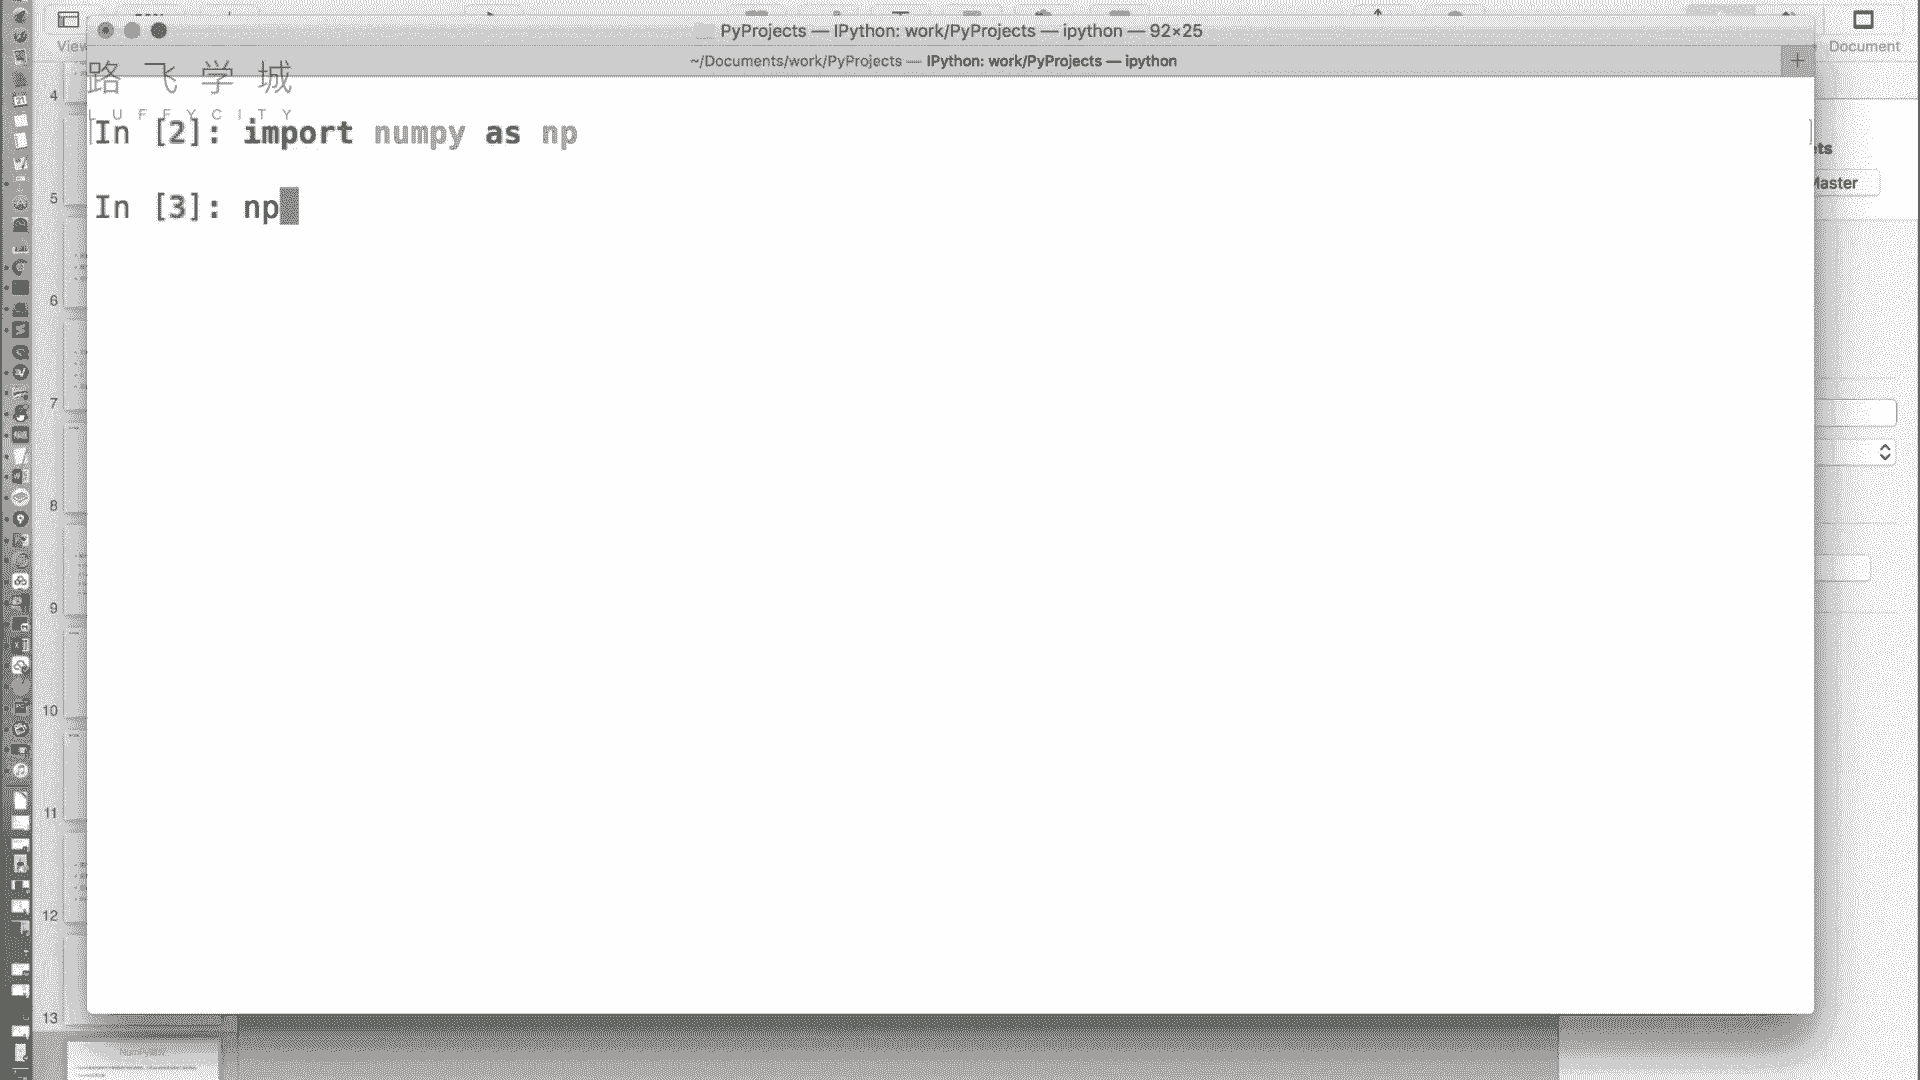 View
Document
PyProjects — IPython: work/PyProjects — ipython — 92×25
~/Documents/work/PyProjects — IPython: work/PyProjects — ipython
+
路飞学城
LUFFYCITY
In [2]: import numpy as np
In [3]: np
ets
Master
4
5
6
7
8
9
10
11
12
13